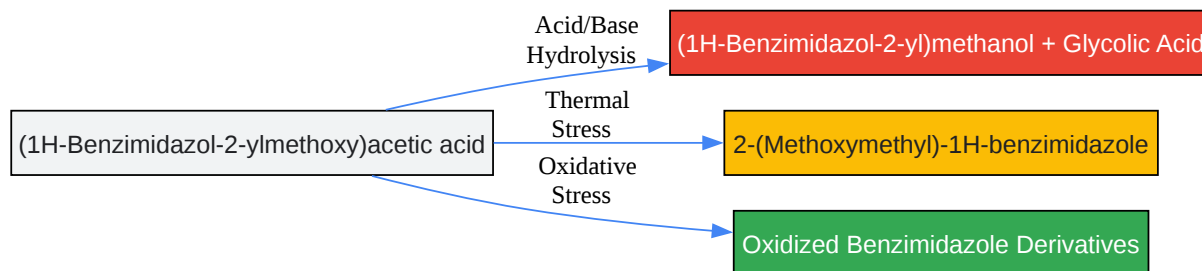 Acid/Base
Hydrolysis
(1H-Benzimidazol-2-yl)methanol + Glycolic Acid
(1H-Benzimidazol-2-ylmethoxy)acetic acid
Thermal
Stress
2-(Methoxymethyl)-1H-benzimidazole
Oxidative
Stress
Oxidized Benzimidazole Derivatives